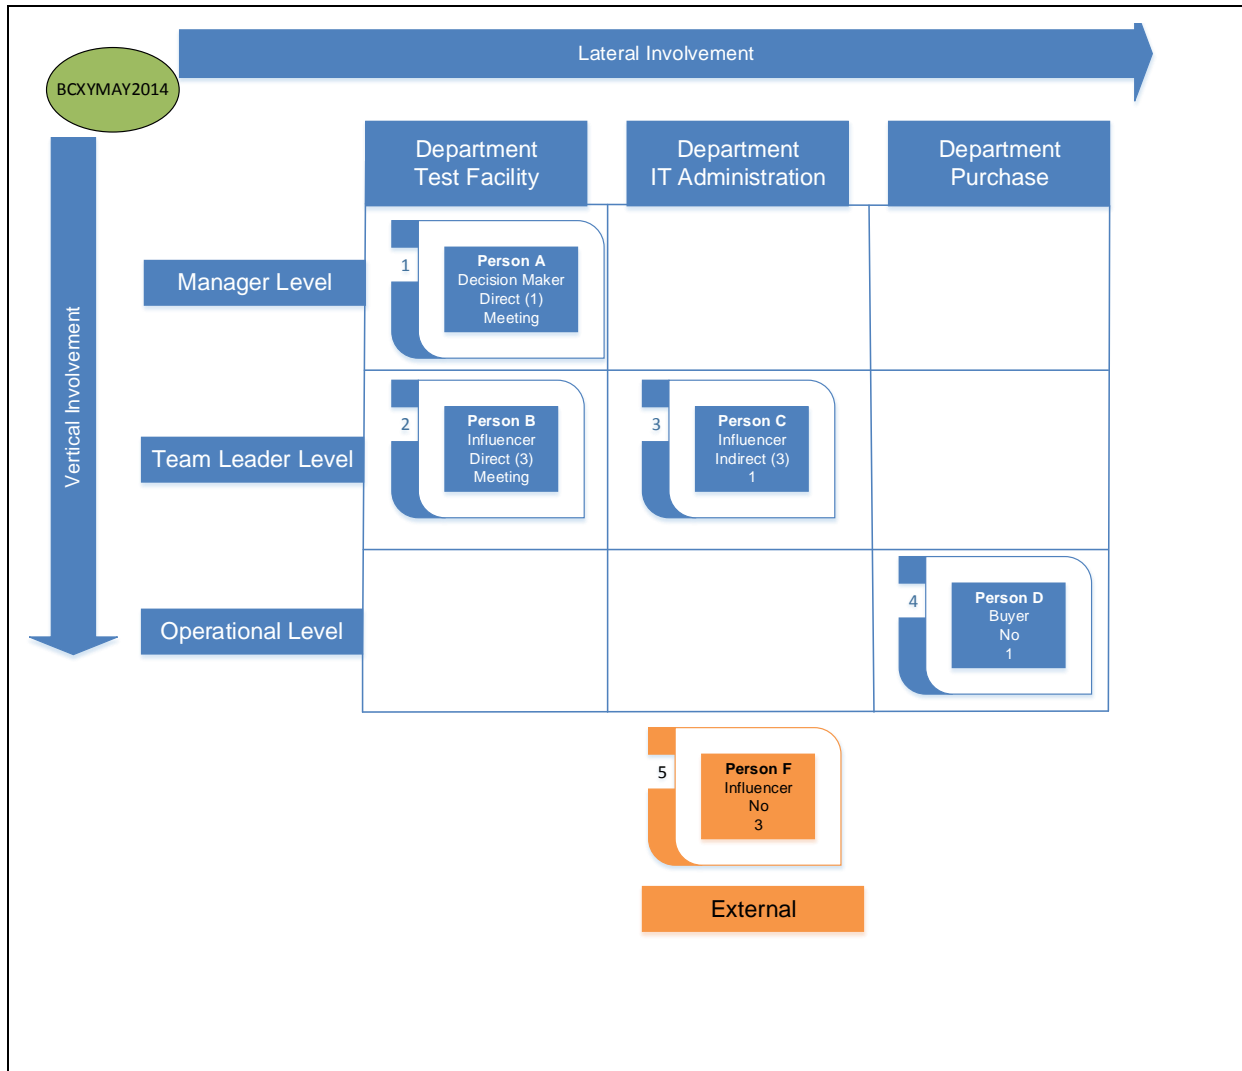 Lateral Involvement
BCXYMAY2014
Department
Test Facility
Department
IT Administration
Department
Purchase
Vertical Involvement
Manager Level
1
Person A
Decision Maker
Direct (1)
Meeting
Team Leader Level
2
Person B
Influencer
Direct (3)
Meeting
3
Person C
Influencer
Indirect (3)
1
Operational Level
4
Person D
Buyer
No
1
5
Person F
Influencer
No
3
External